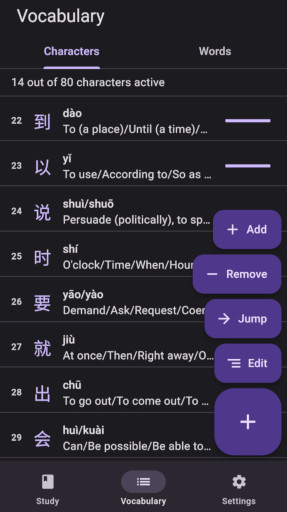 Vocabulary
Characters
Words
14 out of 80 characters active
22 到 dào
To (a place)/Until (a time)/...
23 以 yǐ
To use/According to/So as ...
24 说 shuì/shuō
Persuade (politically), to sp...
Add
25 时 shí
O'clock/Time/When/Hour
Remove
26 要 yāo/yào
Demand/Ask/Request/Coer
Jump
27 就 jiù
At once/Then/Right away/O...
Edit
28 出 chū
To go out/To come out/To ...
29 会 huì/kuài
Can/Be possible/Be able to...
Study
Vocabulary
Settings